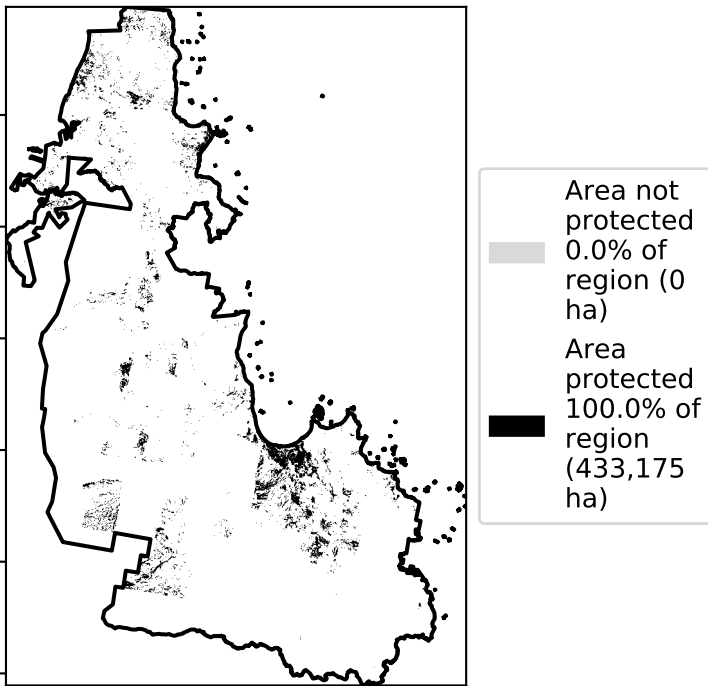 Area not
protected
0.0% of
region (0
ha)
Area
protected
100.0% of
region
(433,175
ha)